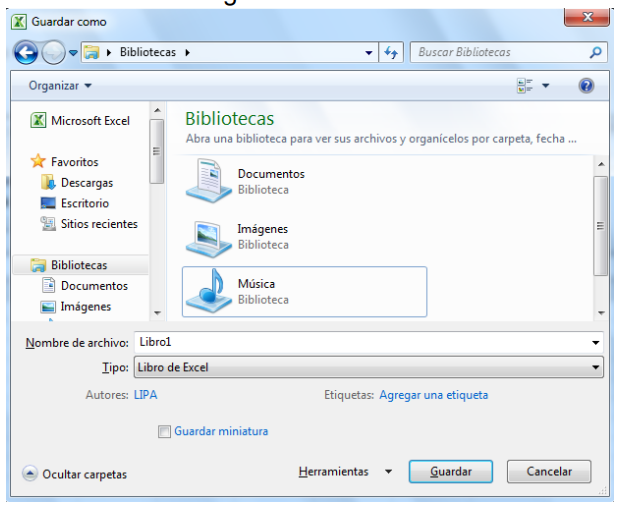 Guardar como
Bibliotecas
Buscar Bibliotecas
Organizar
Microsoft Excel
Favoritos
Descargas
Escritorio
Sitios recientes
Bibliotecas
Documentos
Imágenes
Bibliotecas
Abra una biblioteca para ver sus archivos y organícelos por carpeta, fecha ...
Documentos
Biblioteca
Imágenes
Biblioteca
Música
Biblioteca
Nombre de archivo: Libro1
Tipo: Libro de Excel
Autores: LIPA Etiquetas: Agregar una etiqueta
Guardar miniatura
Ocultar carpetas Herramientas Guardar Cancelar